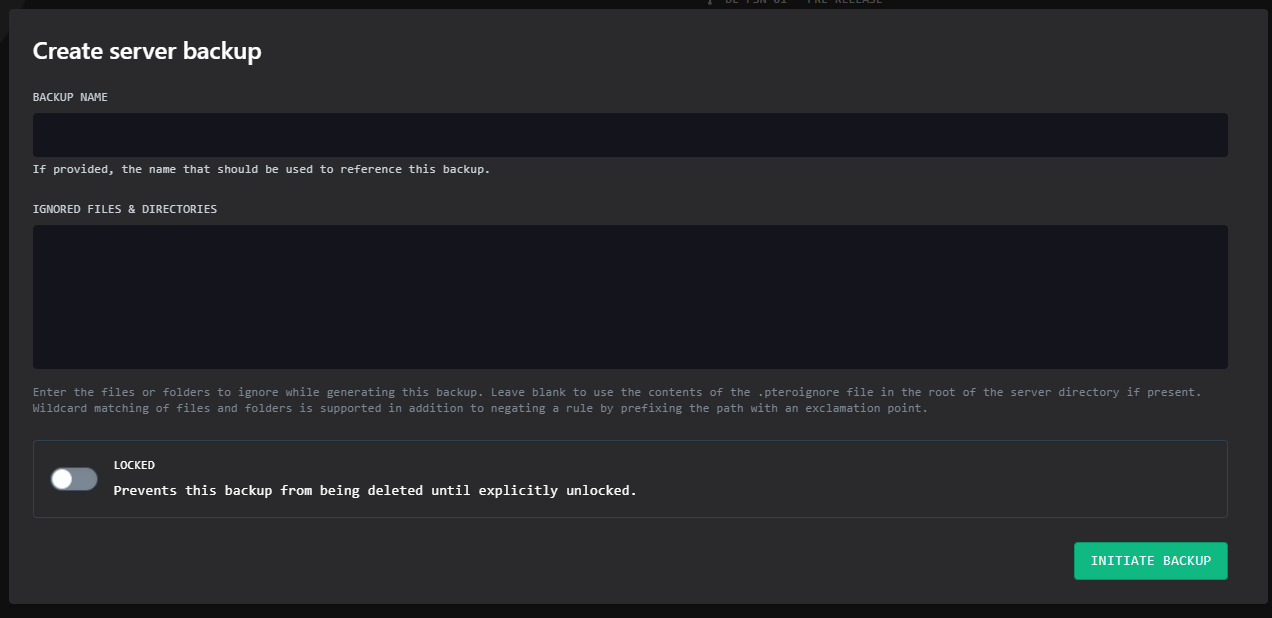 Create server backup
BACKUP NAME
If provided, the name that should be used to reference this backup.
IGNORED FILES & DIRECTORIES
Enter the files or folders to ignore while generating this backup. Leave blank to use the contents of the .pteroignore file in the root of the server directory if present.
Wildcard matching of files and folders is supported in addition to negating a rule by prefixing the path with an exclamation point.
LOCKED
Prevents this backup from being deleted until explicitly unlocked.
INITIATE BACKUP